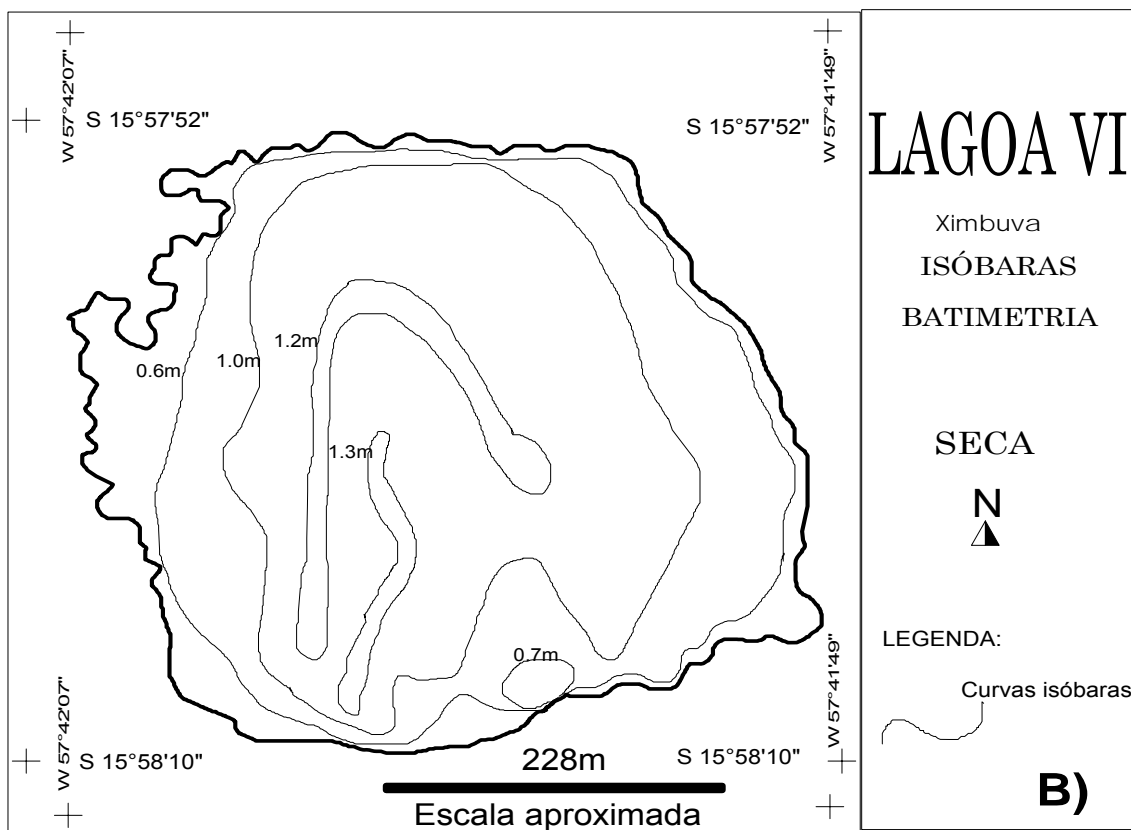 W 57°42'07"
S 15°57'52"
S 15°57'52"
W 57°41'49"
0.6m
1.0m
1.2m
1.3m
0.7m
W 57°42'07"
S 15°58'10"
228m
Escala aproximada
S 15°58'10"
W 57°41'49"
LAGOA VI
Ximbuva
ISÓBARAS
BATIMETRIA
SECA
N
LEGENDA:
Curvas isóbaras
B)